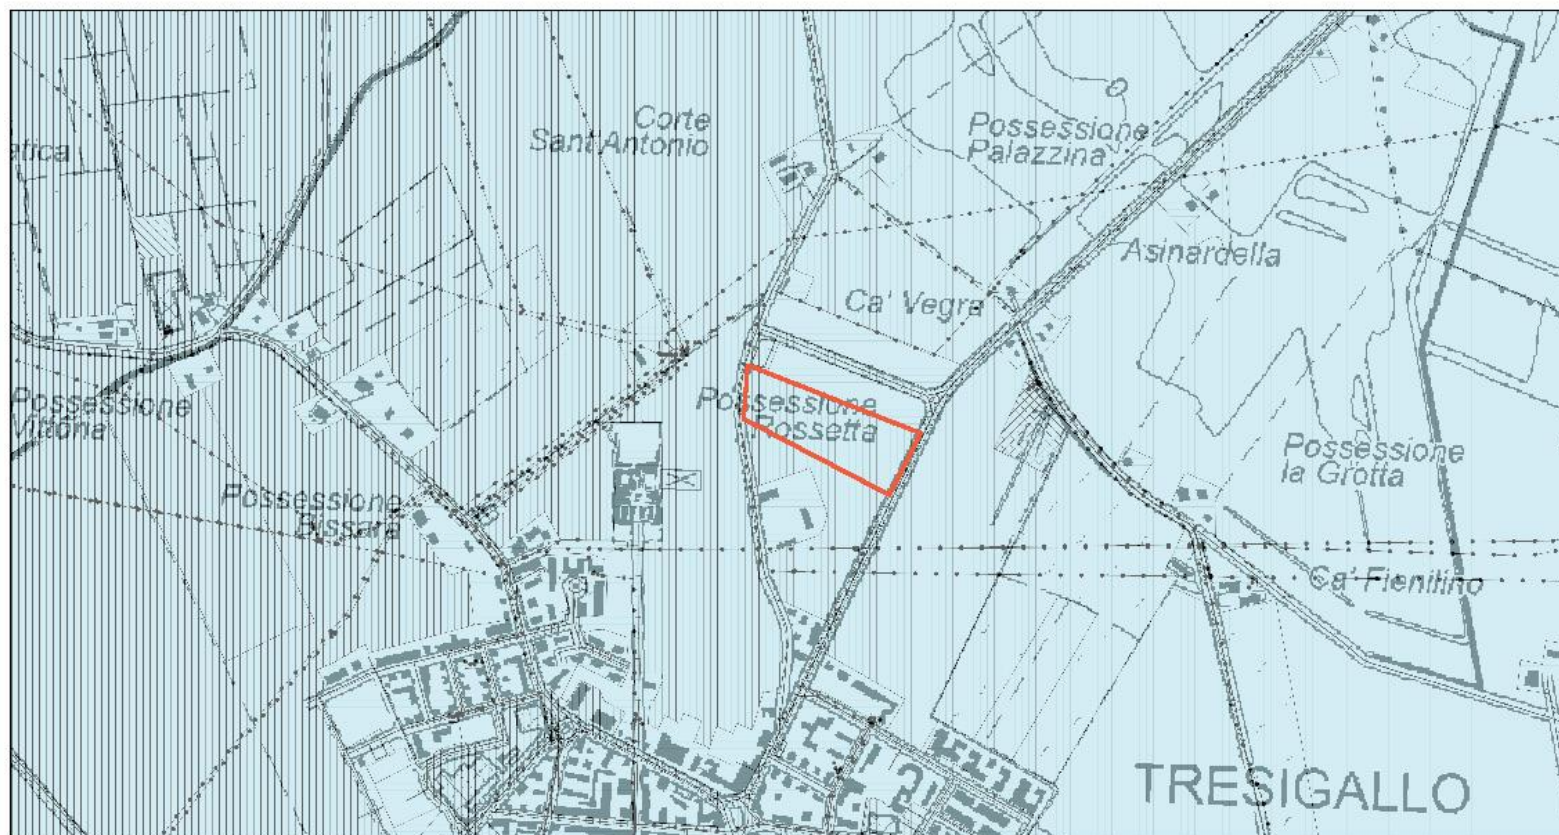 Corte
Sant'Antonio
Possessione
Palazzina
Asinardella
Ca' Vegra
Possessione
Vittoria
Possessione
Rossetta
Possessione
la Grotta
Possessione
Bissara
Ca' Fienilino
TRESIGALLO